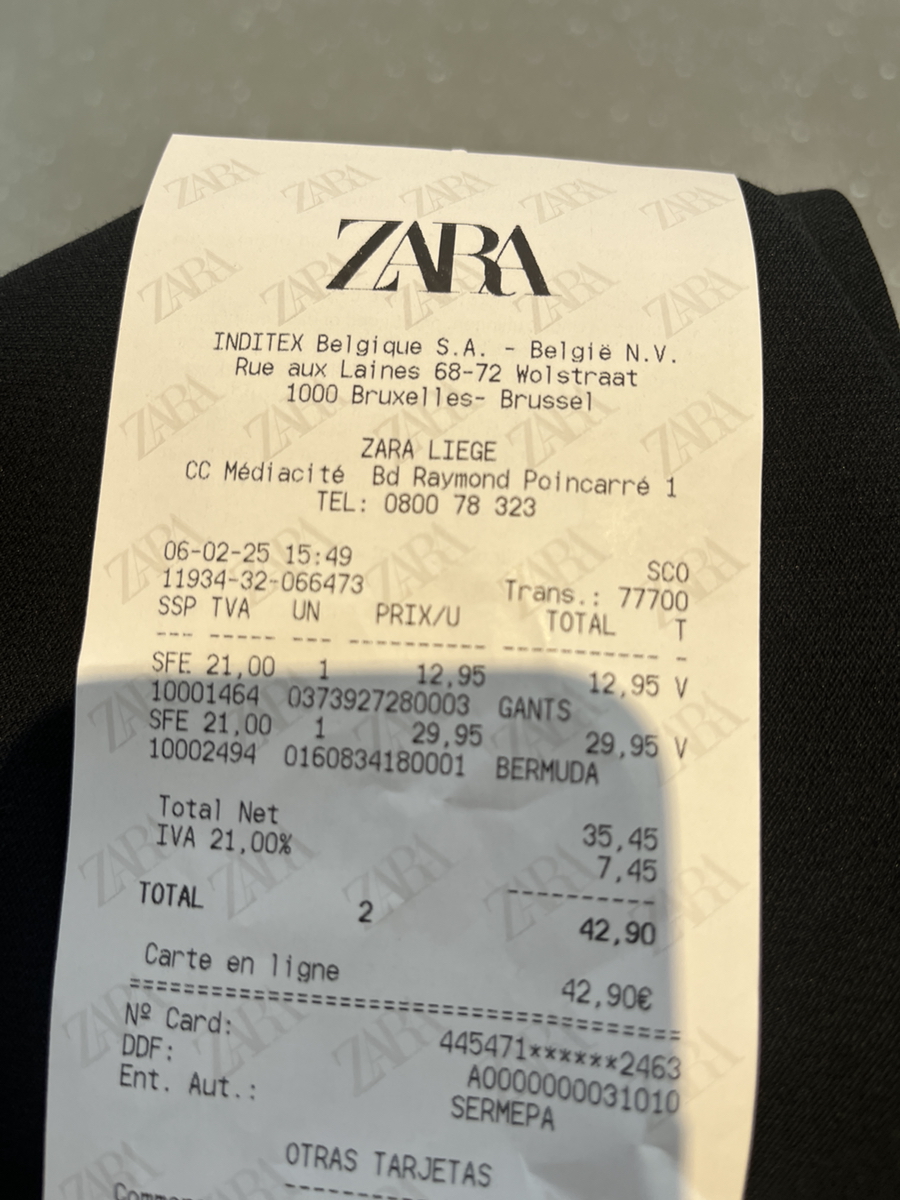 ZARA
INDITEX Belgique S.A. - België N.V.
Rue aux Laines 68-72 Wolstraat
1000 Bruxelles- Brussel
ZARA LIEGE
CC Médiacité Bd Raymond Poincarré 1
TEL: 0800 78 323
06-02-25 15:49 SCO
11934-32-066473 Trans.: 77700
SSP TVA UN PRIX/U TOTAL T
--- ----- --- ---------- ----------- -
SFE 21,00 1 12,95 12,95 V
10001464 0373927280003 GANTS
SFE 21,00 1 29,95 29,95 V
10002494 0160834180001 BERMUDA
Total Net 35,45
IVA 21,00% 7,45
TOTAL 2 42,90
Carte en ligne 42,90€
Nº Card: 445471******2463
DDF: A0000000031010
Ent. Aut.: SERMEPA
OTRAS TARJETAS